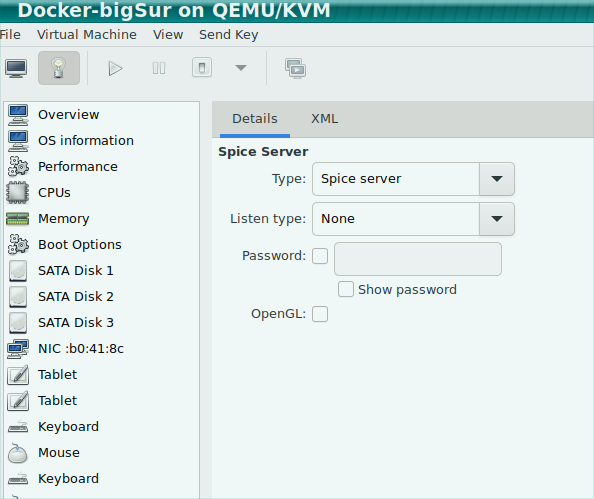 Docker-bigSur on QEMU/KVM
File Virtual Machine View Send Key
Overview
OS information
Performance
CPUs
Memory
Boot Options
SATA Disk 1
SATA Disk 2
SATA Disk 3
NIC :b0:41:8c
Tablet
Tablet
Keyboard
Mouse
Keyboard
Details XML
Spice Server
Type: Spice server
Listen type: None
Password:
Show password
OpenGL: